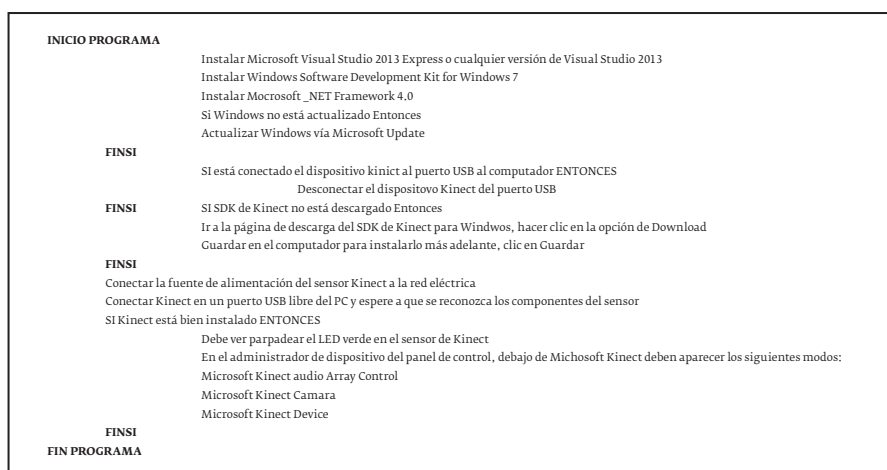 INICIO PROGRAMA
Instalar Microsoft Visual Studio 2013 Express o cualquier versión de Visual Studio 2013
Instalar Windows Software Development Kit for Windows 7
Instalar Mocrosoft _NET Framework 4.0
Si Windows no está actualizado Entonces
Actualizar Windows vía Microsoft Update
FINSI
SI está conectado el dispositivo kinict al puerto USB al computador ENTONCES
Desconectar el dispositovo Kinect del puerto USB
FINSI SI SDK de Kinect no está descargado Entonces
Ir a la página de descarga del SDK de Kinect para Windwos, hacer clic en la opción de Download
Guardar en el computador para instalarlo más adelante, clic en Guardar
FINSI
Conectar la fuente de alimentación del sensor Kinect a la red eléctrica
Conectar Kinect en un puerto USB libre del PC y espere a que se reconozca los componentes del sensor
SI Kinect está bien instalado ENTONCES
Debe ver parpadear el LED verde en el sensor de Kinect
En el administrador de dispositivo del panel de control, debajo de Michosoft Kinect deben aparecer los siguientes modos:
Microsoft Kinect audio Array Control
Microsoft Kinect Camara
Microsoft Kinect Device
FINSI
FIN PROGRAMA